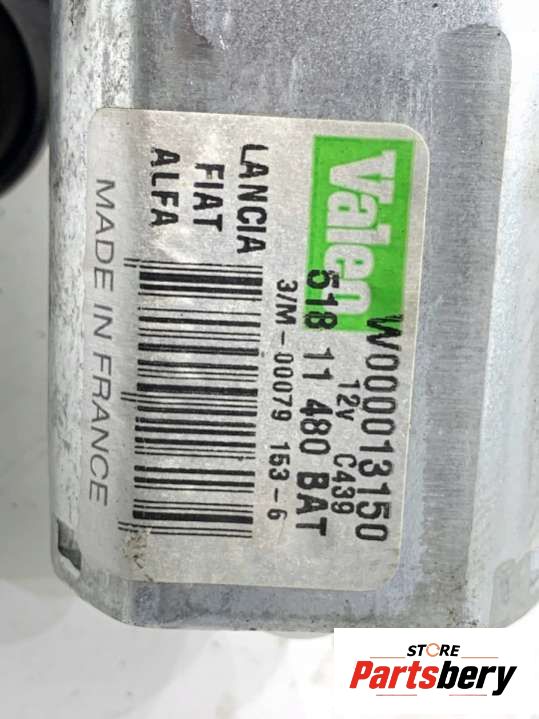 Valeo
W000013150
12V C439
518 11 480 BAT
3/M-00079 153-6
LANCIA
FIAT
ALFA
MADE IN FRANCE
STORE
Partsbery